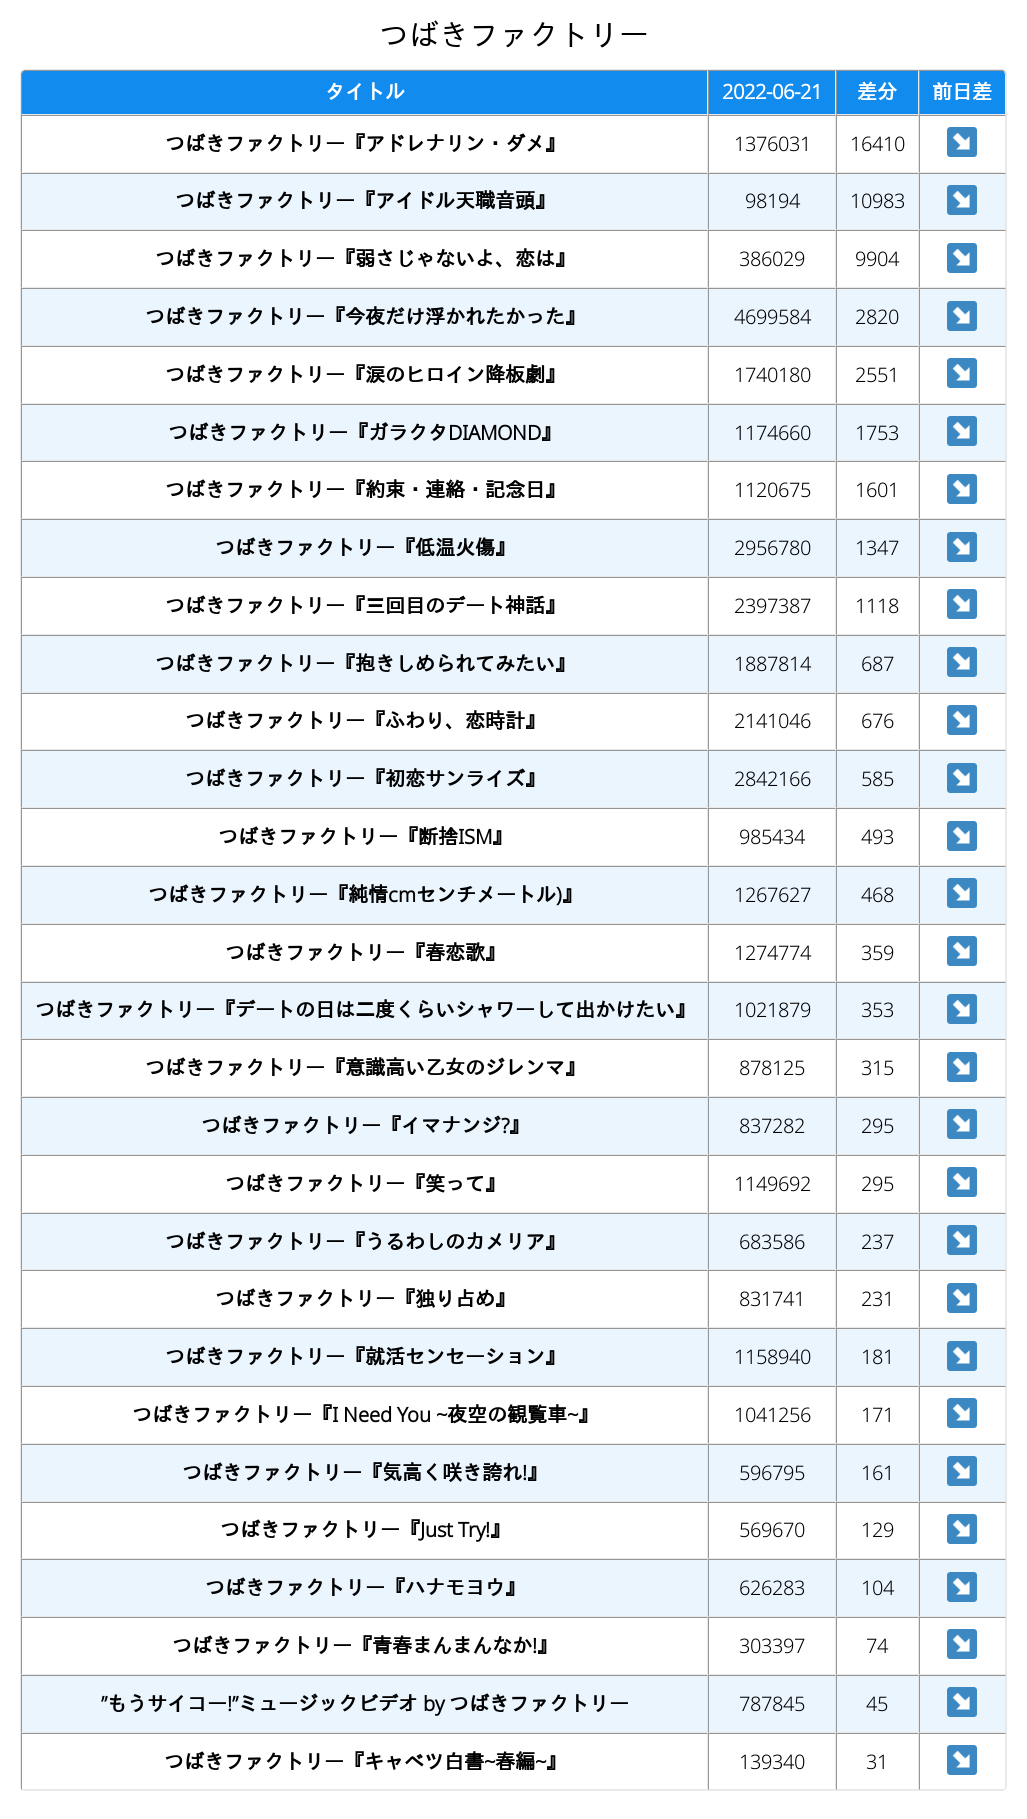 つばきファクトリー
タイトル 2022-06-21 差分 前日差
つばきファクトリー『アドレナリン・ダメ』 1376031 16410
つばきファクトリー『アイドル天職音頭』 98194 10983
つばきファクトリー『弱さじゃないよ、恋は』 386029 9904
つばきファクトリー『今夜だけ浮かれたかった』 4699584 2820
つばきファクトリー『涙のヒロイン降板劇』 1740180 2551
つばきファクトリー『ガラクタDIAMOND』 1174660 1753
つばきファクトリー『約束・連絡・記念日』 1120675 1601
つばきファクトリー『低温火傷』 2956780 1347
つばきファクトリー『三回目のデート神話』 2397387 1118
つばきファクトリー『抱きしめられてみたい』 1887814 687
つばきファクトリー『ふわり、恋時計』 2141046 676
つばきファクトリー『初恋サンライズ』 2842166 585
つばきファクトリー『断捨ISM』 985434 493
つばきファクトリー『純情cmセンチメートル)』 1267627 468
つばきファクトリー『春恋歌』 1274774 359
つばきファクトリー『デートの日は二度くらいシャワーして出かけたい』 1021879 353
つばきファクトリー『意識高い乙女のジレンマ』 878125 315
つばきファクトリー『イマナンジ?』 837282 295
つばきファクトリー『笑って』 1149692 295
つばきファクトリー『うるわしのカメリア』 683586 237
つばきファクトリー『独り占め』 831741 231
つばきファクトリー『就活センセーション』 1158940 181
つばきファクトリー『I Need You ~夜空の観覧車~』 1041256 171
つばきファクトリー『気高く咲き誇れ!』 596795 161
つばきファクトリー『Just Try!』 569670 129
つばきファクトリー『ハナモヨウ』 626283 104
つばきファクトリー『青春まんまんなか!』 303397 74
”もうサイコー!”ミュージックビデオ by つばきファクトリー 787845 45
つばきファクトリー『キャベツ白書~春編~』 139340 31